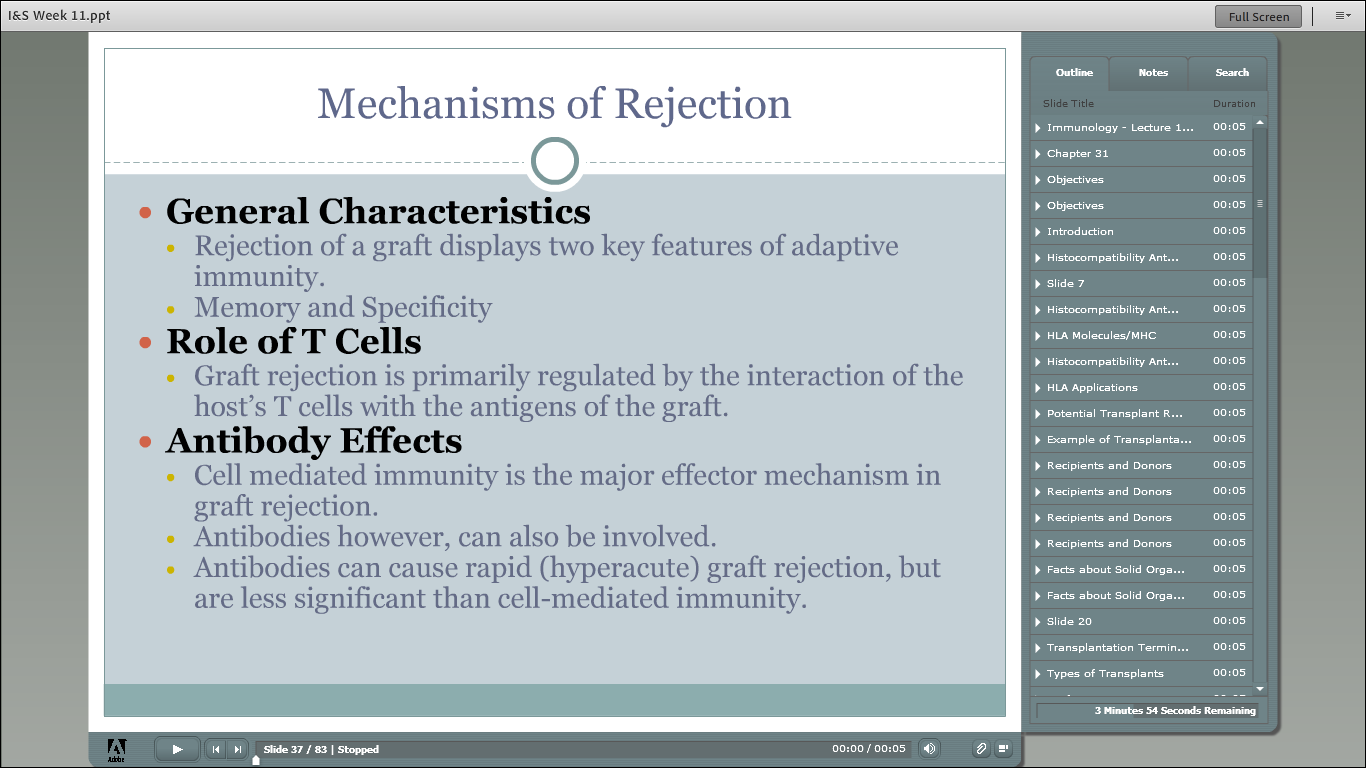 I&S Week 11.ppt
Full Screen
Mechanisms of Rejection
General Characteristics
Rejection of a graft displays two key features of adaptive
immunity.
Memory and Specificity
Role of T Cells
Graft rejection is primarily regulated by the interaction of the
host's T cells with the antigens of the graft.
Antibody Effects
Cell mediated immunity is the major effector mechanism in
graft rejection.
Antibodies however, can also be involved.
Antibodies can cause rapid (hyperacute) graft rejection, but
are less significant than cell-mediated immunity.
Outline Notes Search
Slide Title Duration
Immunology - Lecture 1... 00:05
Chapter 31 00:05
Objectives 00:05
Objectives 00:05
Introduction 00:05
Histocompatibility Ant... 00:05
Slide 7 00:05
Histocompatibility Ant... 00:05
HLA Molecules/MHC 00:05
Histocompatibility Ant... 00:05
HLA Applications 00:05
Potential Transplant R... 00:05
Example of Transplanta... 00:05
Recipients and Donors 00:05
Recipients and Donors 00:05
Recipients and Donors 00:05
Recipients and Donors 00:05
Facts about Solid Orga... 00:05
Facts about Solid Orga... 00:05
Slide 20 00:05
Transplantation Termin... 00:05
Types of Transplants 00:05
3 Minutes 54 Seconds Remaining
Adobe
Slide 37 / 83 | Stopped 00:00 / 00:05